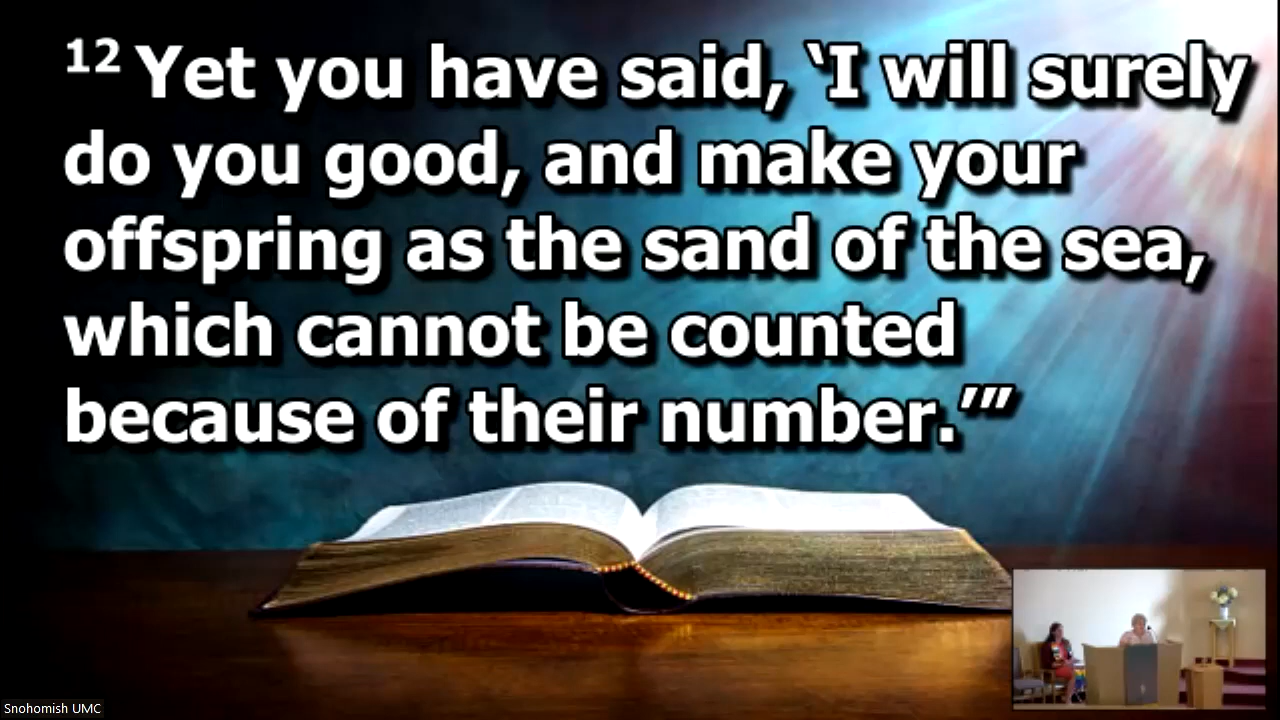 12 Yet you have said, ‘I will surely
do you good, and make your
offspring as the sand of the sea,
which cannot be counted
because of their number.’”
Snohomish UMC